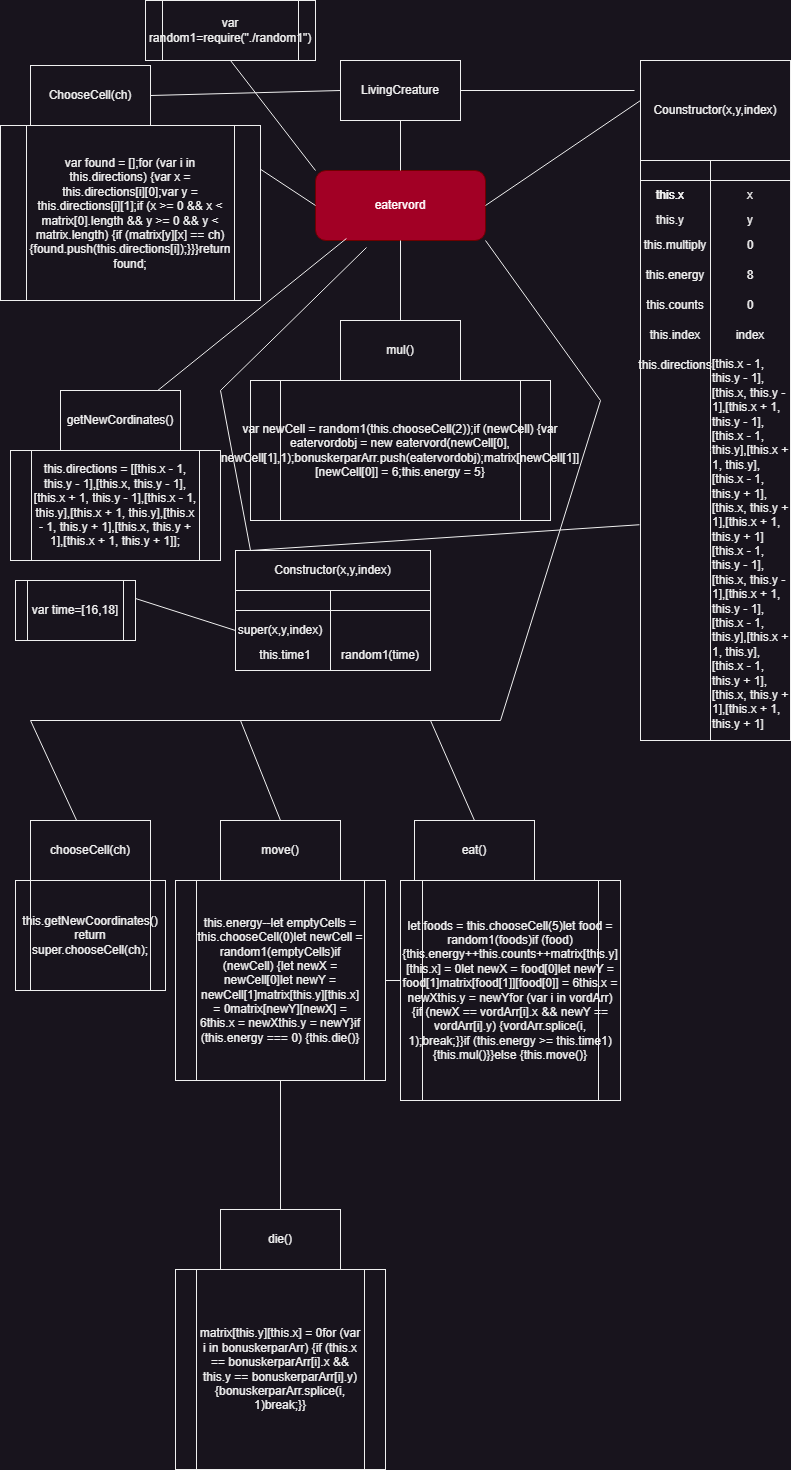 var
random1=require("./random1")
ChooseCell(ch)
LivingCreature
Counstructor(x,y,index)
var found = [];for (var i in
this.directions) {var x =
this.directions[i][0];var y =
this.directions[i][1];if (x >= 0 && x <
matrix[0].length && y >= 0 && y <
matrix.length) {if (matrix[y][x] == ch)
{found.push(this.directions[i]);}}}return
found;
eatervord
this.x
x
this.y
y
this.multiply
0
this.energy
8
this.counts
0
this.index
index
this.directions
[this.x - 1,
this.y - 1],
[this.x, this.y -
1],[this.x + 1,
this.y - 1],
[this.x - 1,
this.y],[this.x +
1, this.y],
[this.x - 1,
this.y + 1],
[this.x, this.y +
1],[this.x + 1,
this.y + 1]
[this.x - 1,
this.y - 1],
[this.x, this.y -
1],[this.x + 1,
this.y - 1],
[this.x - 1,
this.y],[this.x +
1, this.y],
[this.x - 1,
this.y + 1],
[this.x, this.y +
1],[this.x + 1,
this.y + 1]
mul()
var newCell = random1(this.chooseCell(2));if (newCell) {var
eatervordobj = new eatervord(newCell[0],
newCell[1],1);bonuskerparArr.push(eatervordobj);matrix[newCell[1]]
[newCell[0]] = 6;this.energy = 5}
getNewCordinates()
this.directions = [[this.x - 1,
this.y - 1],[this.x, this.y - 1],
[this.x + 1, this.y - 1],[this.x - 1,
this.y],[this.x + 1, this.y],[this.x
- 1, this.y + 1],[this.x, this.y +
1],[this.x + 1, this.y + 1]];
Constructor(x,y,index)
var time=[16,18]
super(x,y,index)
this.time1
random1(time)
chooseCell(ch)
move()
eat()
this.getNewCoordinates()
return
super.chooseCell(ch);
this.energy--let emptyCells =
this.chooseCell(0)let newCell =
random1(emptyCells)if
(newCell) {let newX =
newCell[0]let newY =
newCell[1]matrix[this.y][this.x]
= 0matrix[newY][newX] =
6this.x = newXthis.y = newY}if
(this.energy === 0) {this.die()}
let foods = this.chooseCell(5)let food =
random1(foods)if (food)
{this.energy++this.counts++matrix[this.y]
[this.x] = 0let newX = food[0]let newY =
food[1]matrix[food[1]][food[0]] = 6this.x =
newXthis.y = newYfor (var i in vordArr)
{if (newX == vordArr[i].x && newY ==
vordArr[i].y) {vordArr.splice(i,
1);break;}}if (this.energy >= this.time1)
{this.mul()}}else {this.move()}
die()
matrix[this.y][this.x] = 0for (var
i in bonuskerparArr) {if (this.x
== bonuskerparArr[i].x &&
this.y == bonuskerparArr[i].y)
{bonuskerparArr.splice(i,
1)break;}}